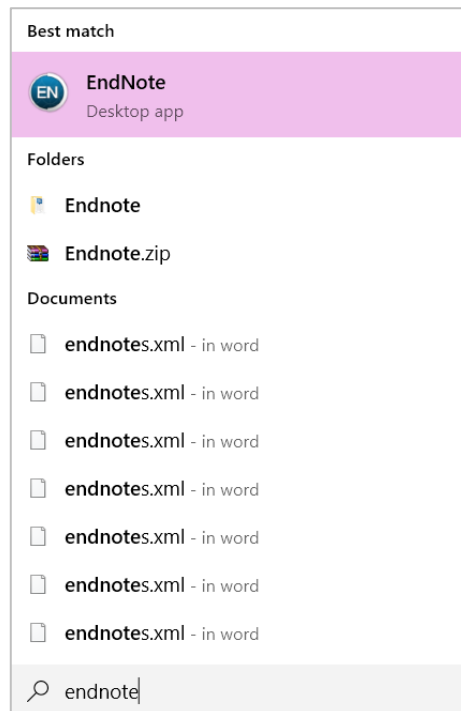 Best match
EN
EndNote
Desktop app
Folders
Endnote
Endnote.zip
Documents
endnotes.xml - in word
endnotes.xml - in word
endnotes.xml - in word
endnotes.xml - in word
endnotes.xml - in word
endnotes.xml - in word
endnotes.xml - in word
endnote